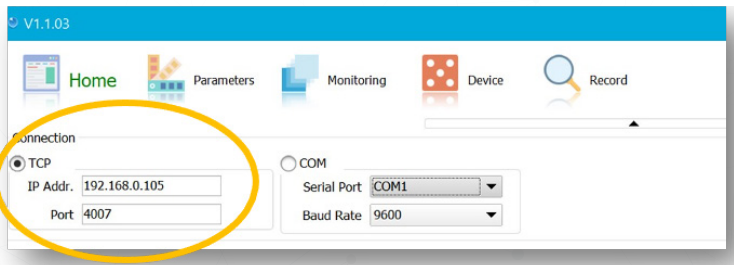 V1.1.03
Home Parameters Monitoring Device Record
Connection
TCP COM
IP Addr. 192.168.0.105 Serial Port COM1
Port 4007 Baud Rate 9600